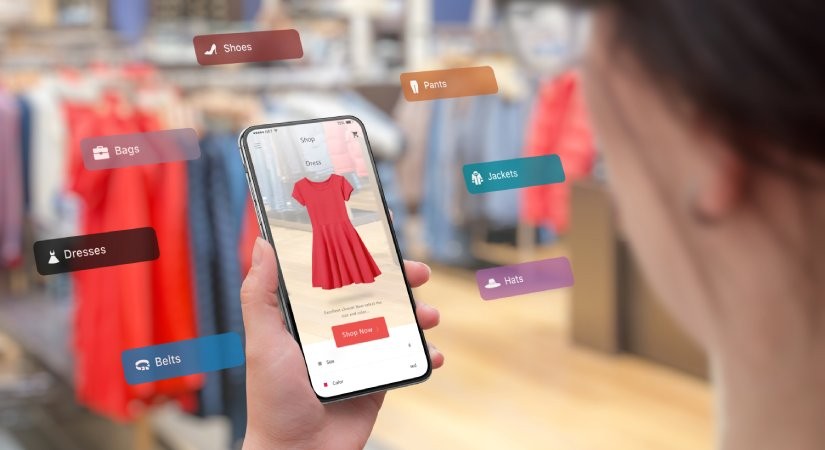 Shoes
Pants
Bags
Jackets
Dresses
Hats
Belts
Shop
Dress
Shop Now
Size
Color